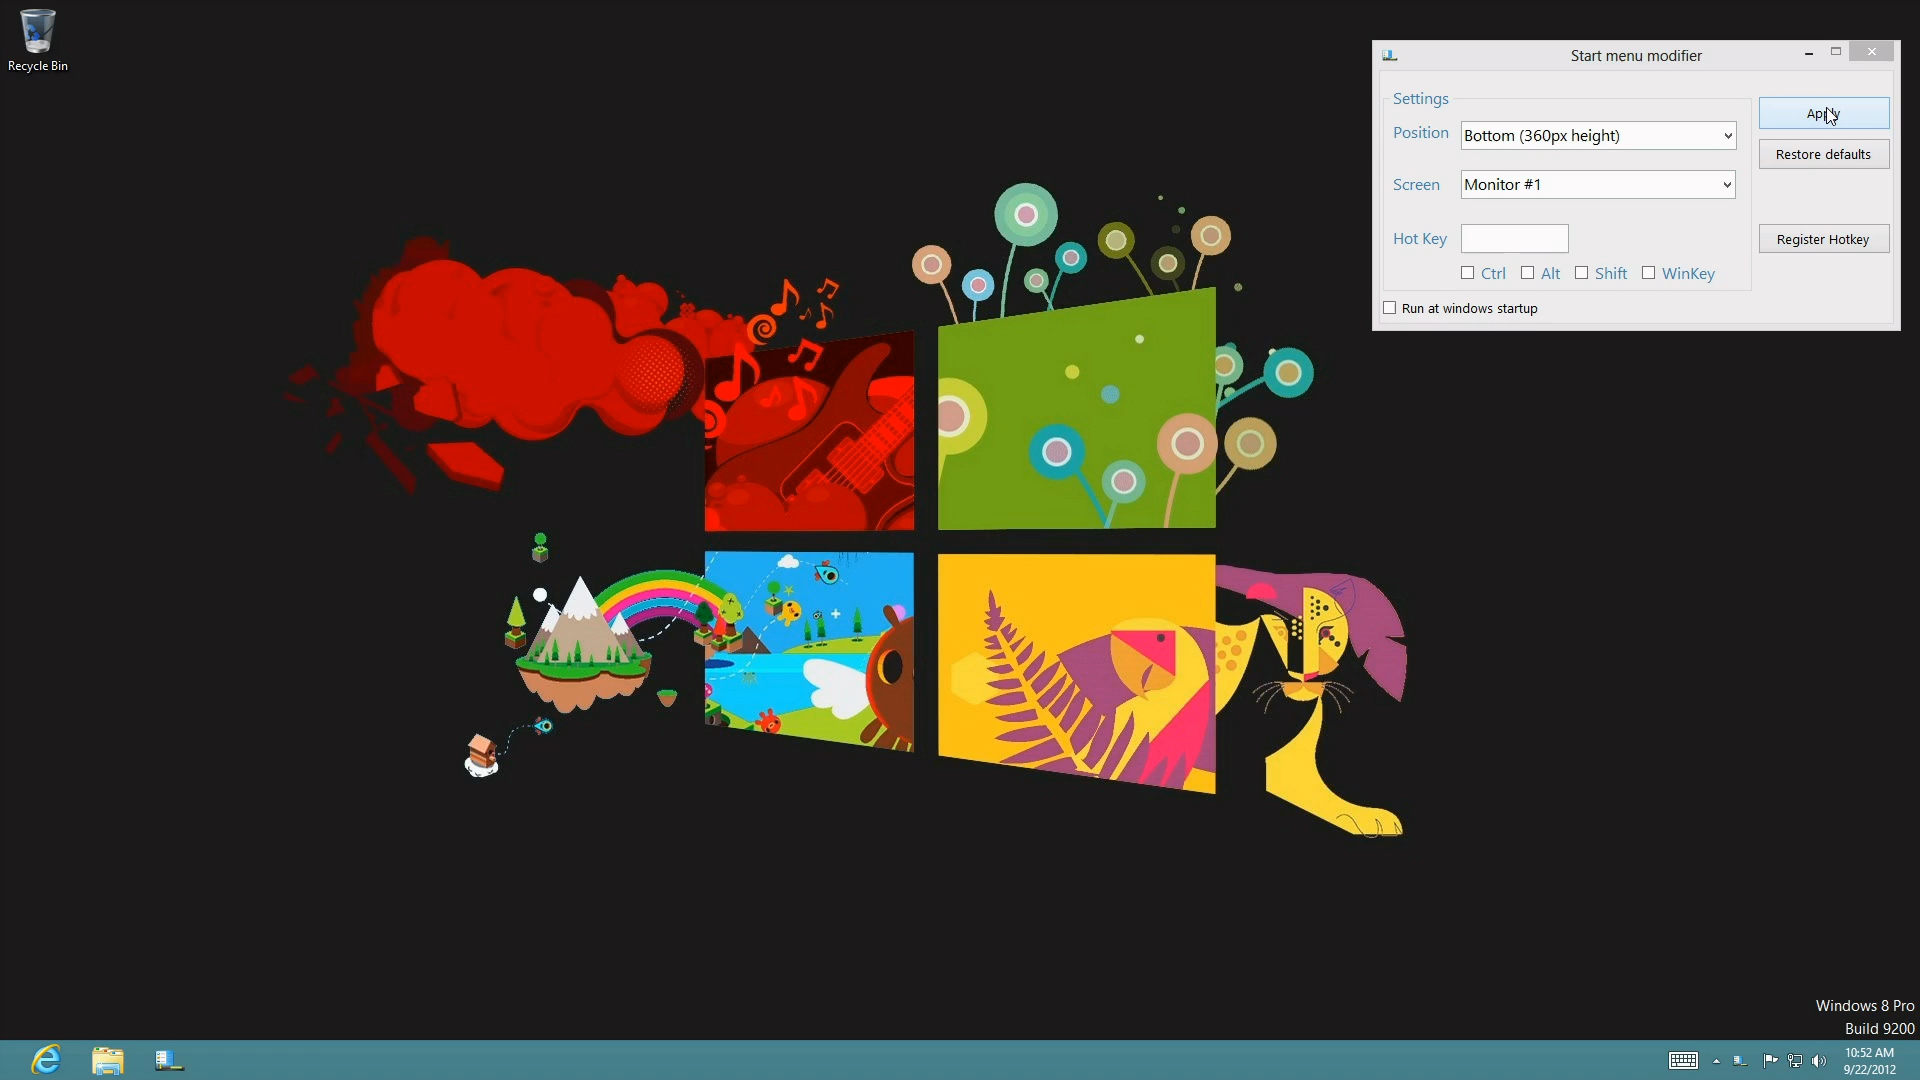 Recycle Bin
Start menu modifier
Settings
Position
Bottom (360px height)
Apply
Restore defaults
Screen
Monitor #1
Hot Key
Register Hotkey
Ctrl
Alt
Shift
WinKey
Run at windows startup
Windows 8 Pro
Build 9200
10:52 AM
9/22/2012